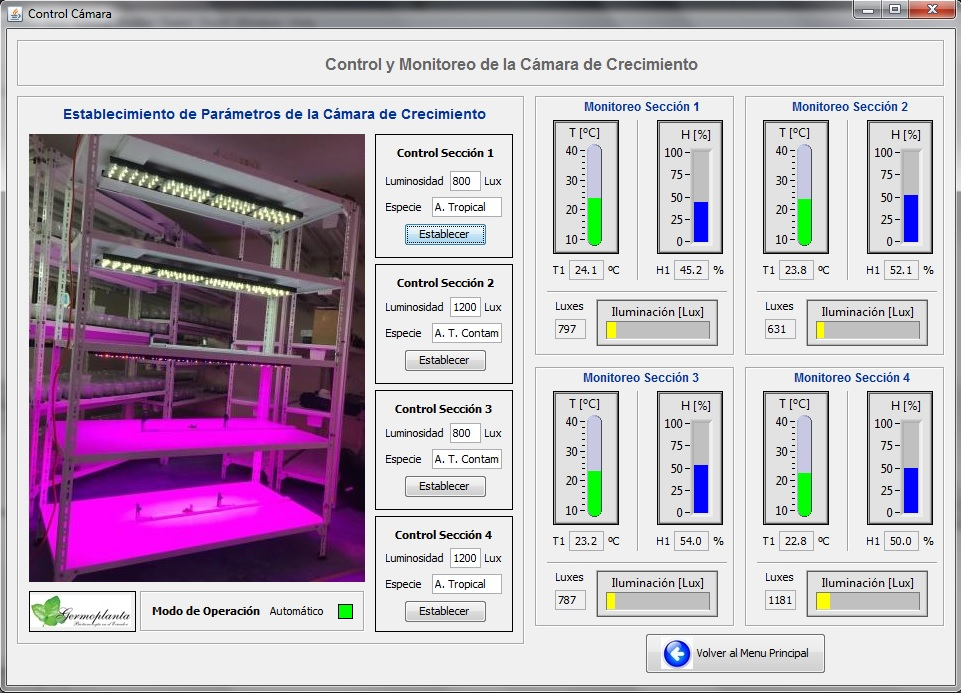 Control Cámara
Control y Monitoreo de la Cámara de Crecimiento
Establecimiento de Parámetros de la Cámara de Crecimiento
Control Sección 1
Luminosidad 800 Lux
Especie A. Tropical
Establecer
Control Sección 2
Luminosidad 1200 Lux
Especie A. T. Contam
Establecer
Control Sección 3
Luminosidad 800 Lux
Especie A. T. Contam
Establecer
Control Sección 4
Luminosidad 1200 Lux
Especie A. Tropical
Establecer
Germoplanta
Modo de Operación Automático
Monitoreo Sección 1
T [ºC] H [%]
40 100
30 75
50
20 25
10 0
T1 24.1 ºC H1 45.2 %
Luxes Iluminación [Lux]
797
Monitoreo Sección 2
T [ºC] H [%]
40 100
30 75
50
20 25
10 0
T1 23.8 ºC H1 52.1 %
Luxes Iluminación [Lux]
631
Monitoreo Sección 3
T [ºC] H [%]
40 100
30 75
50
20 25
10 0
T1 23.2 ºC H1 54.0 %
Luxes Iluminación [Lux]
787
Monitoreo Sección 4
T [ºC] H [%]
40 100
30 75
50
20 25
10 0
T1 22.8 ºC H1 50.0 %
Luxes Iluminación [Lux]
1181
Volver al Menu Principal